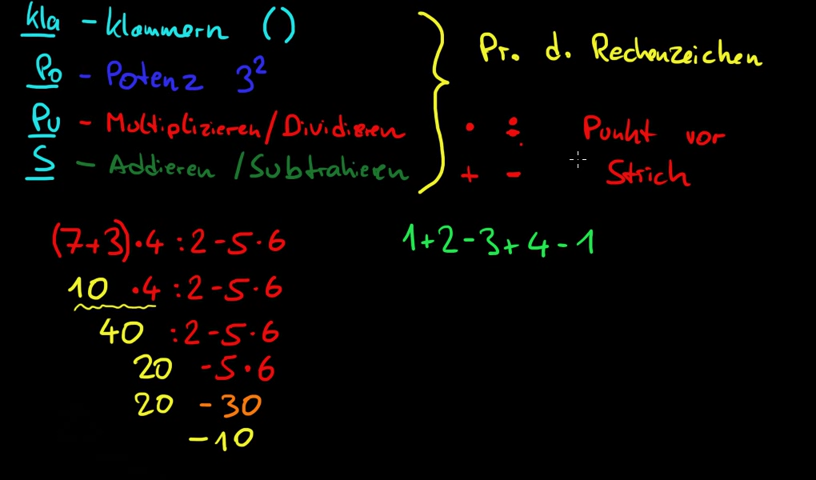 Kla - Klammern ()
Po - Potenz 3²
Pu - Multiplizieren/Dividieren
S - Addieren/Subtrahieren
Pr. d. Rechenzeichen
· : Punkt vor
+ - Strich
(7+3)·4:2-5·6
10·4:2-5·6
40:2-5·6
20-5·6
20-30
-10
1+2-3+4-1